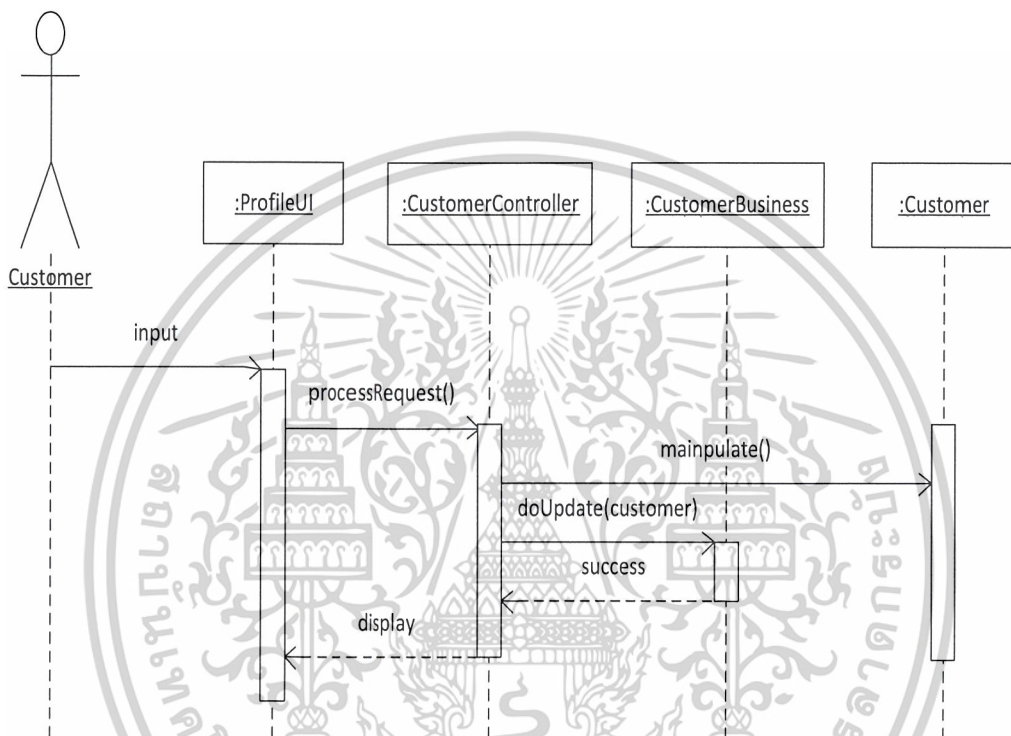 :ProfileUI
:CustomerController
:CustomerBusiness
:Customer
Customer
input
processRequest()
mainpulate()
doUpdate(customer)
success
display